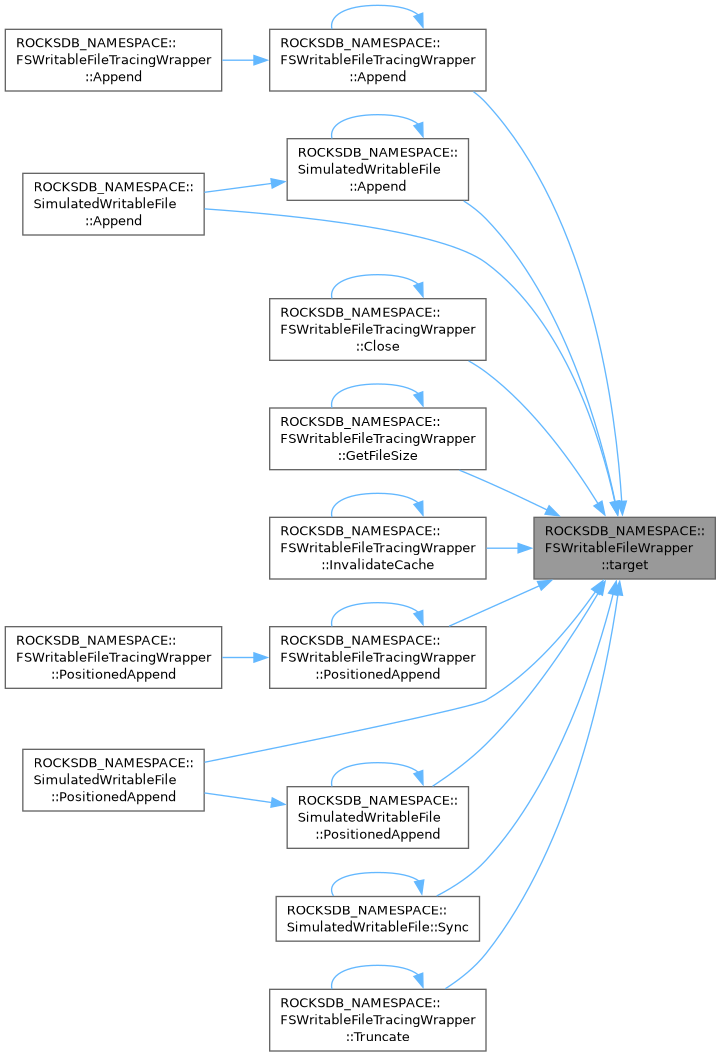 ROCKSDB_NAMESPACE::
FSWritableFileTracingWrapper
::Append
ROCKSDB_NAMESPACE::
FSWritableFileTracingWrapper
::Append
ROCKSDB_NAMESPACE::
SimulatedWritableFile
::Append
ROCKSDB_NAMESPACE::
SimulatedWritableFile
::Append
ROCKSDB_NAMESPACE::
FSWritableFileTracingWrapper
::Close
ROCKSDB_NAMESPACE::
FSWritableFileTracingWrapper
::GetFileSize
ROCKSDB_NAMESPACE::
FSWritableFileTracingWrapper
::InvalidateCache
ROCKSDB_NAMESPACE::
FSWritableFileWrapper
::target
ROCKSDB_NAMESPACE::
FSWritableFileTracingWrapper
::PositionedAppend
ROCKSDB_NAMESPACE::
FSWritableFileTracingWrapper
::PositionedAppend
ROCKSDB_NAMESPACE::
SimulatedWritableFile
::PositionedAppend
ROCKSDB_NAMESPACE::
SimulatedWritableFile
::PositionedAppend
ROCKSDB_NAMESPACE::
SimulatedWritableFile::Sync
ROCKSDB_NAMESPACE::
FSWritableFileTracingWrapper
::Truncate